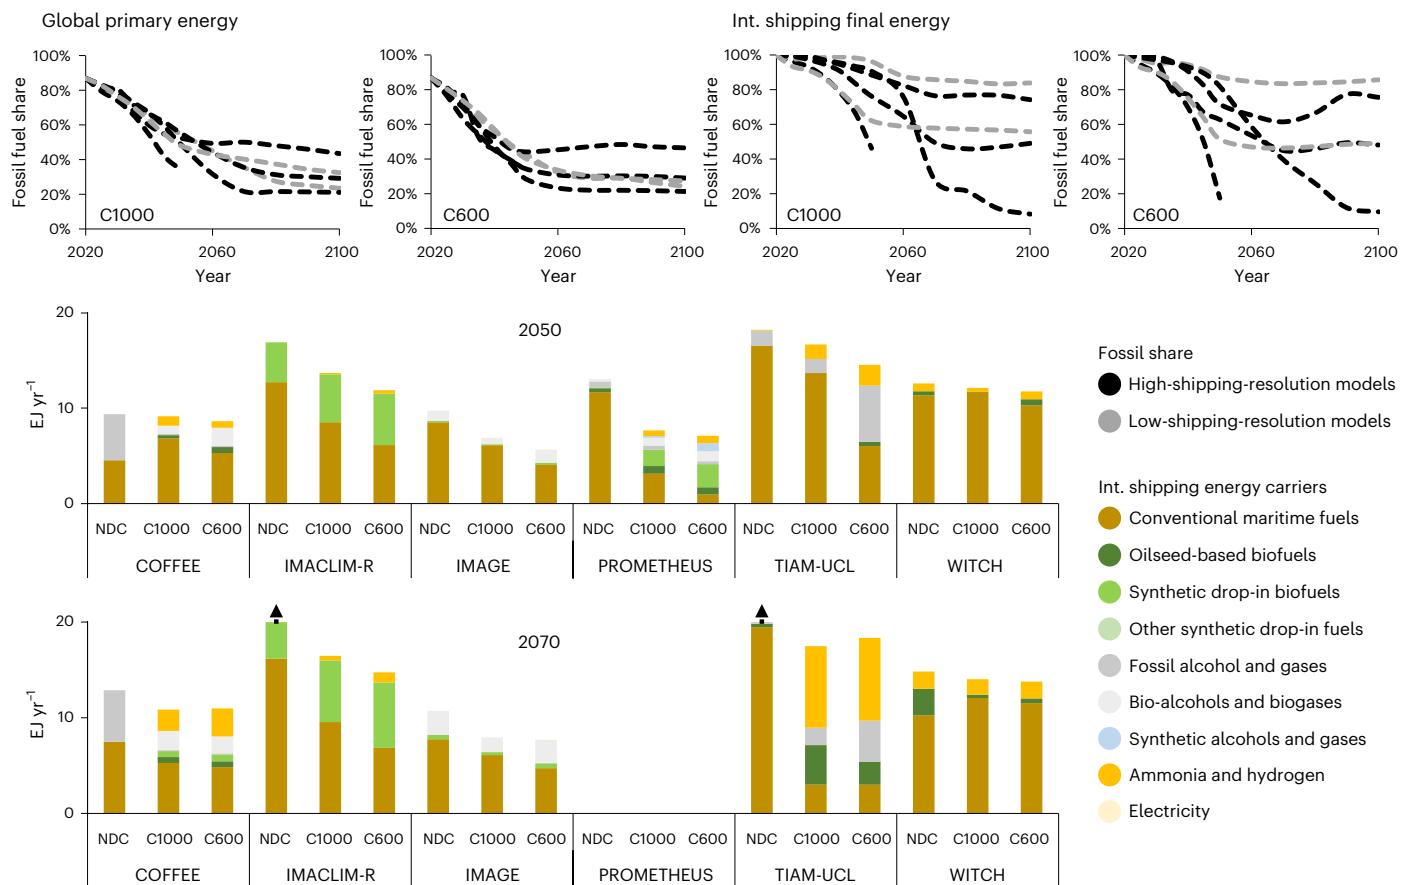 Global primary energy
Int. shipping final energy
Fossil fuel share
100%
80%
60%
40%
20%
0%
C1000
2020
2060
2100
Year
Fossil fuel share
100%
80%
60%
40%
20%
0%
C600
2020
2060
2100
Year
Fossil fuel share
100%
80%
60%
40%
20%
0%
C1000
2020
2060
2100
Year
Fossil fuel share
100%
80%
60%
40%
20%
0%
C600
2020
2060
2100
Year
2050
EJ yr⁻¹
20
10
0
NDC C1000 C600 NDC C1000 C600 NDC C1000 C600 NDC C1000 C600 NDC C1000 C600 NDC C1000 C600
COFFEE IMACLIM-R IMAGE PROMETHEUS TIAM-UCL WITCH
2070
EJ yr⁻¹
20
10
0
NDC C1000 C600 NDC C1000 C600 NDC C1000 C600 NDC C1000 C600 NDC C1000 C600 NDC C1000 C600
COFFEE IMACLIM-R IMAGE PROMETHEUS TIAM-UCL WITCH
Fossil share
High-shipping-resolution models
Low-shipping-resolution models
Int. shipping energy carriers
Conventional maritime fuels
Oilseed-based biofuels
Synthetic drop-in biofuels
Other synthetic drop-in fuels
Fossil alcohol and gases
Bio-alcohols and biogases
Synthetic alcohols and gases
Ammonia and hydrogen
Electricity